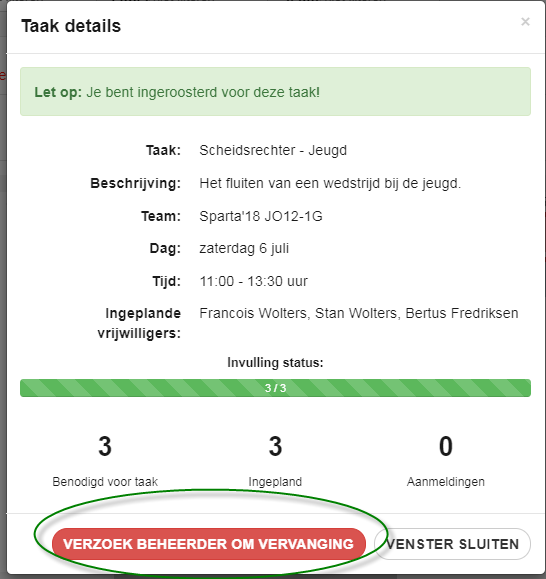 Taak details ×
Let op: Je bent ingeroosterd voor deze taak!
Taak: Scheidsrechter - Jeugd
Beschrijving: Het fluiten van een wedstrijd bij de jeugd.
Team: Sparta'18 JO12-1G
Dag: zaterdag 6 juli
Tijd: 11:00 - 13:30 uur
Ingeplande Francois Wolters, Stan Wolters, Bertus Fredriksen
vrijwilligers:
Invulling status:
3 / 3
3 3 0
Benodigd voor taak Ingepland Aanmeldingen
VERZOEK BEHEERDER OM VERVANGING VENSTER SLUITEN